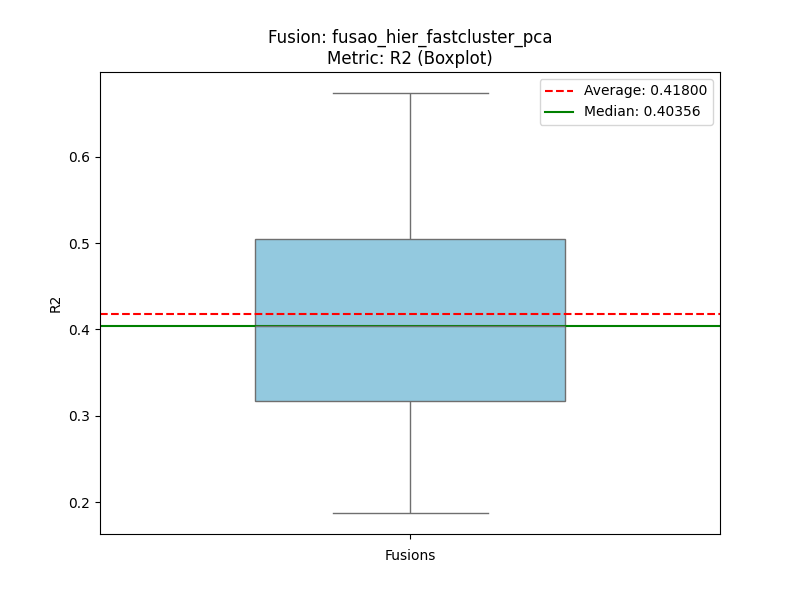 Fusion: fusao_hier_fastcluster_pca
Metric: R2 (Boxplot)
Average: 0.41800
Median: 0.40356
0.6
0.5
0.4
0.3
0.2
R2
Fusions